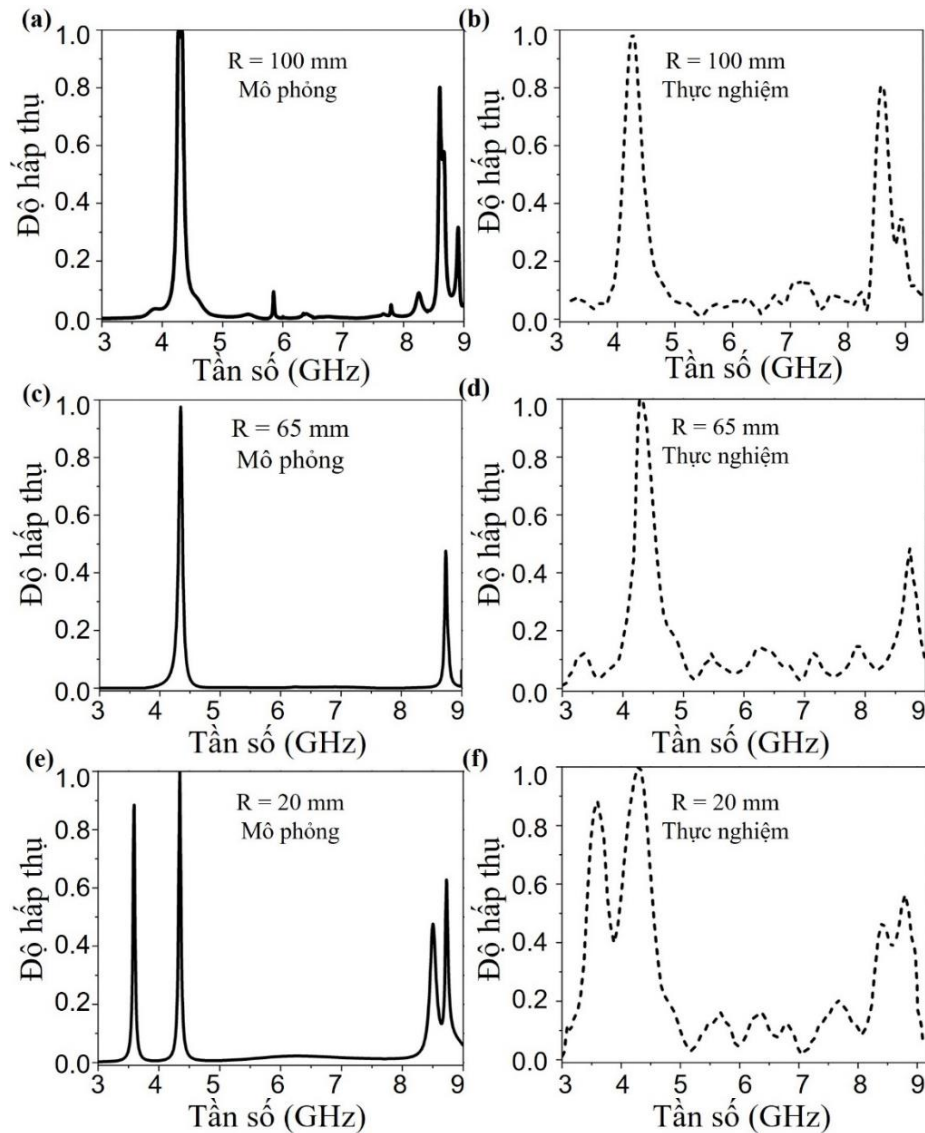 (a)
R = 100 mm
Mô phỏng
Độ hấp thụ
1.0
0.8
0.6
0.4
0.2
0.0
3 4 5 6 7 8 9
Tần số (GHz)
(b)
R = 100 mm
Thực nghiệm
Độ hấp thụ
1.0
0.8
0.6
0.4
0.2
0.0
3 4 5 6 7 8 9
Tần số (GHz)
(c)
R = 65 mm
Mô phỏng
Độ hấp thụ
1.0
0.8
0.6
0.4
0.2
0.0
3 4 5 6 7 8 9
Tần số (GHz)
(d)
R = 65 mm
Thực nghiệm
Độ hấp thụ
1.0
0.8
0.6
0.4
0.2
0.0
3 4 5 6 7 8 9
Tần số (GHz)
(e)
R = 20 mm
Mô phỏng
Độ hấp thụ
1.0
0.8
0.6
0.4
0.2
0.0
3 4 5 6 7 8 9
Tần số (GHz)
(f)
R = 20 mm
Thực nghiệm
Độ hấp thụ
1.0
0.8
0.6
0.4
0.2
0.0
3 4 5 6 7 8 9
Tần số (GHz)